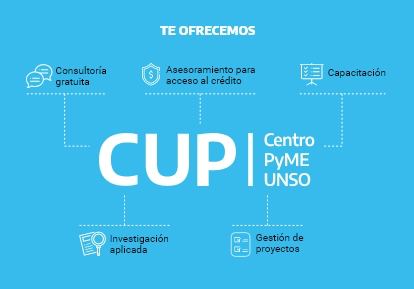 TE OFRECEMOS
Consultoría
gratuita
Asesoramiento para
acceso al crédito
Capacitación
CUP
Centro
PyME
UNSO
Investigación
aplicada
Gestión de
proyectos